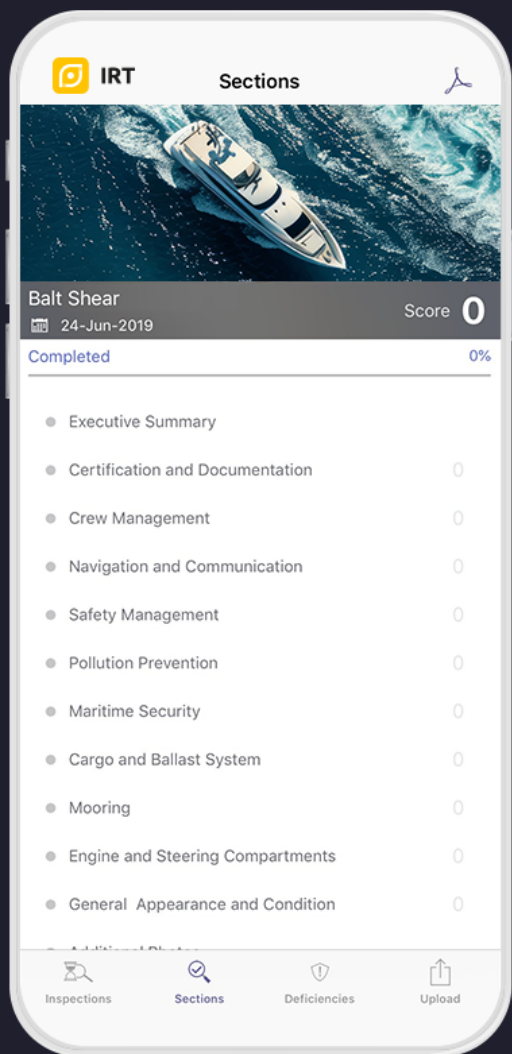 IRT
Sections
Balt Shear
Score 0
24-Jun-2019
Completed 0%
Executive Summary
Certification and Documentation 0
Crew Management 0
Navigation and Communication 0
Safety Management 0
Pollution Prevention 0
Maritime Security 0
Cargo and Ballast System 0
Mooring 0
Engine and Steering Compartments 0
General  Appearance and Condition 0
Additional Photos
Inspections
Sections
Deficiencies
Upload